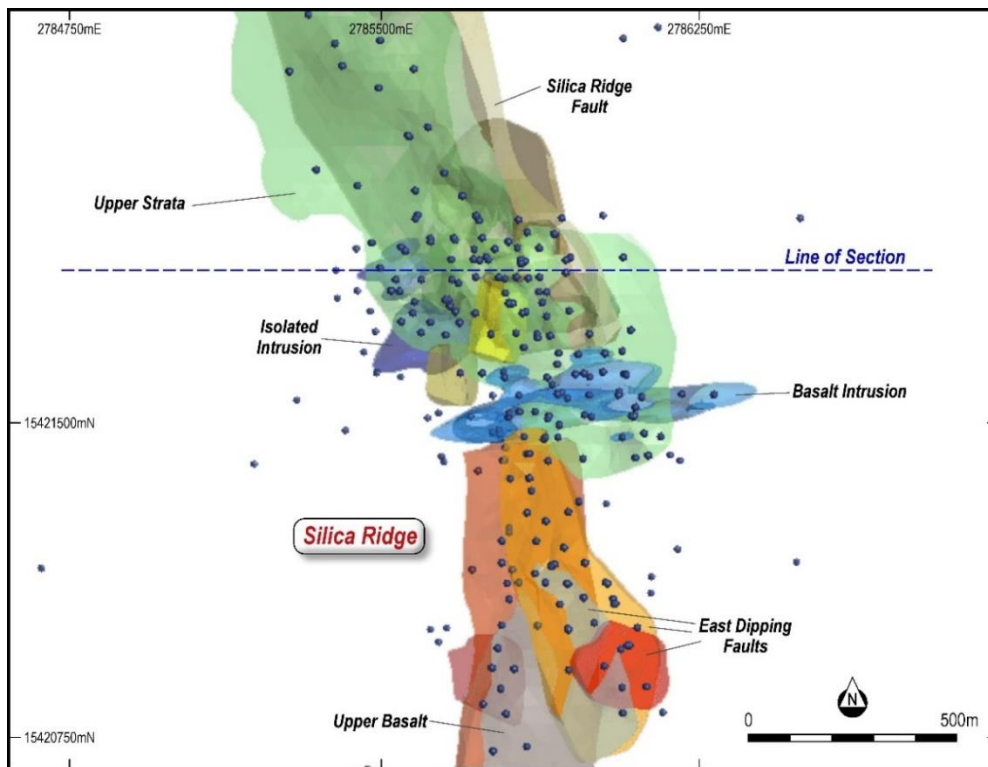 2784750mE
2785500mE
2786250mE
Silica Ridge
Fault
Upper Strata
Line of Section
Isolated
Intrusion
Basalt Intrusion
15421500mN
Silica Ridge
East Dipping
Faults
N
Upper Basalt
0
500m
15420750mN